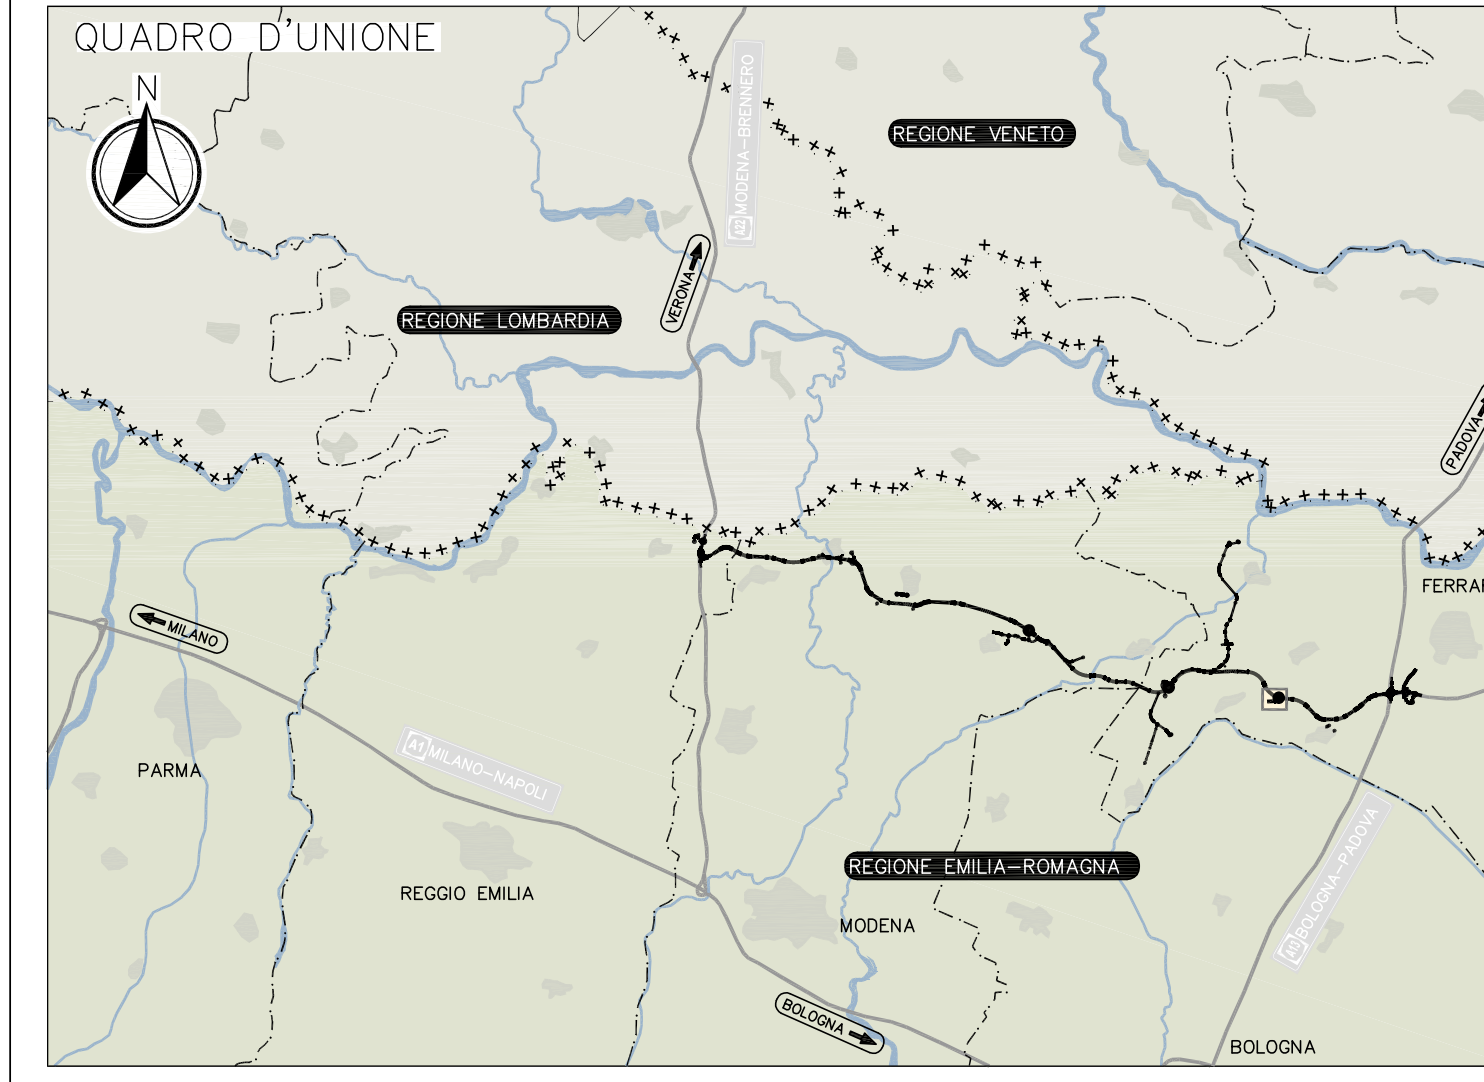 QUADRO D'UNIONE
N
A22 MODENA-BRENNERO
REGIONE VENETO
VERONA
REGIONE LOMBARDIA
PADOVA
FERRAR
MILANO
PARMA
A1 MILANO-NAPOLI
REGGIO EMILIA
REGIONE EMILIA-ROMAGNA
A13 BOLOGNA-PADOVA
MODENA
BOLOGNA
BOLOGNA